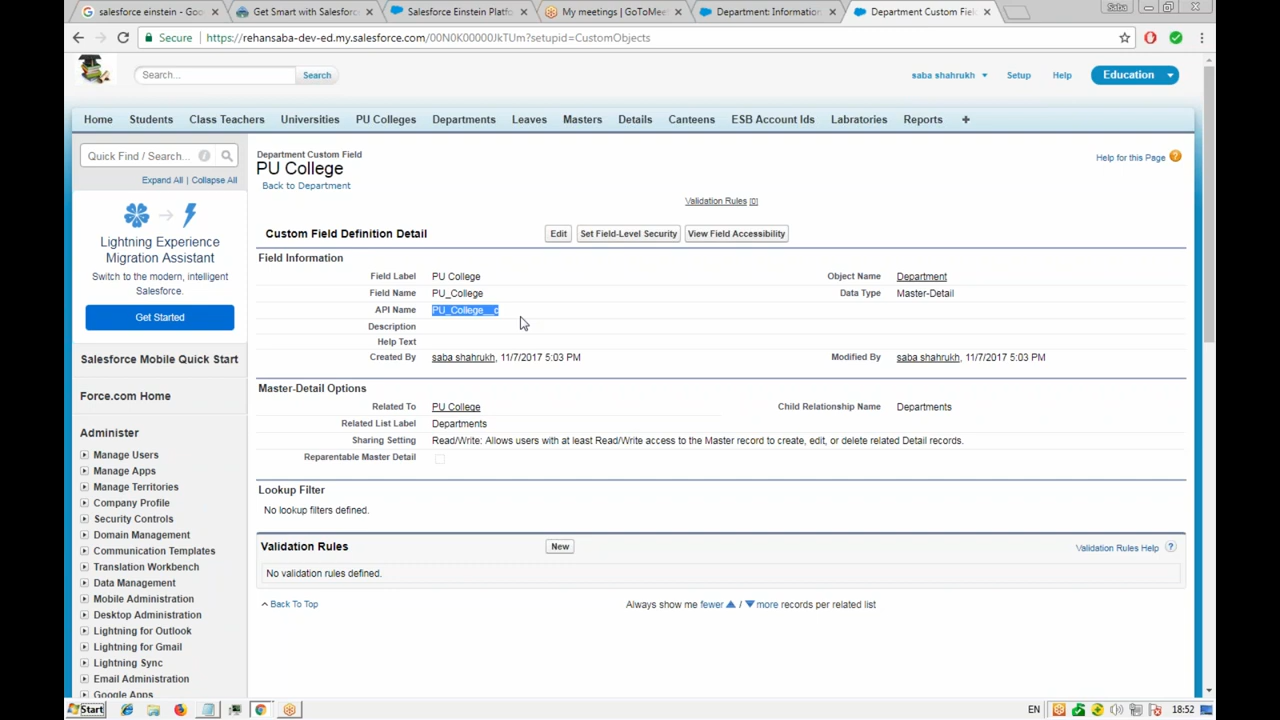 salesforce einstein - Goo
Get Smart with Salesforc
Salesforce Einstein Platfo
My meetings | GoToMee
Department: Information
Department Custom Fiel
Saba
Secure
https://rehansaba-dev-ed.my.salesforce.com/00N0K00000JkTUm?setupid=CustomObjects
Search...
Search
saba shahrukh
Setup
Help
Education
Home
Students
Class Teachers
Universities
PU Colleges
Departments
Leaves
Masters
Details
Canteens
ESB Account Ids
Labratories
Reports
Quick Find / Search...
Expand All | Collapse All
Lightning Experience
Migration Assistant
Switch to the modern, intelligent
Salesforce.
Get Started
Salesforce Mobile Quick Start
Force.com Home
Administer
Manage Users
Manage Apps
Manage Territories
Company Profile
Security Controls
Domain Management
Communication Templates
Translation Workbench
Data Management
Mobile Administration
Desktop Administration
Lightning for Outlook
Lightning for Gmail
Lightning Sync
Email Administration
Google Apps
Department Custom Field
PU College
Back to Department
Help for this Page
Validation Rules [0]
Custom Field Definition Detail
Edit
Set Field-Level Security
View Field Accessibility
Field Information
Field Label PU College
Object Name Department
Field Name PU_College
Data Type Master-Detail
API Name PU_College__c
Description
Help Text
Created By saba shahrukh, 11/7/2017 5:03 PM
Modified By saba shahrukh, 11/7/2017 5:03 PM
Master-Detail Options
Related To PU College
Child Relationship Name Departments
Related List Label Departments
Sharing Setting Read/Write: Allows users with at least Read/Write access to the Master record to create, edit, or delete related Detail records.
Reparentable Master Detail
Lookup Filter
No lookup filters defined.
Validation Rules
New
Validation Rules Help ?
No validation rules defined.
Back To Top
Always show me fewer / more records per related list
Start
EN
18:52